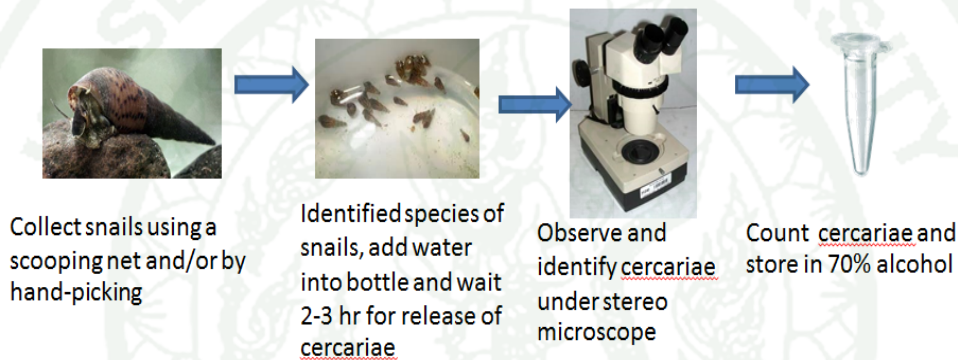 Collect snails using a
scooping net and/or by
hand-picking
Identified species of
snails, add water
into bottle and wait
2-3 hr for release of
cercariae
Observe and
identify cercariae
under stereo
microscope
Count cercariae and
store in 70% alcohol